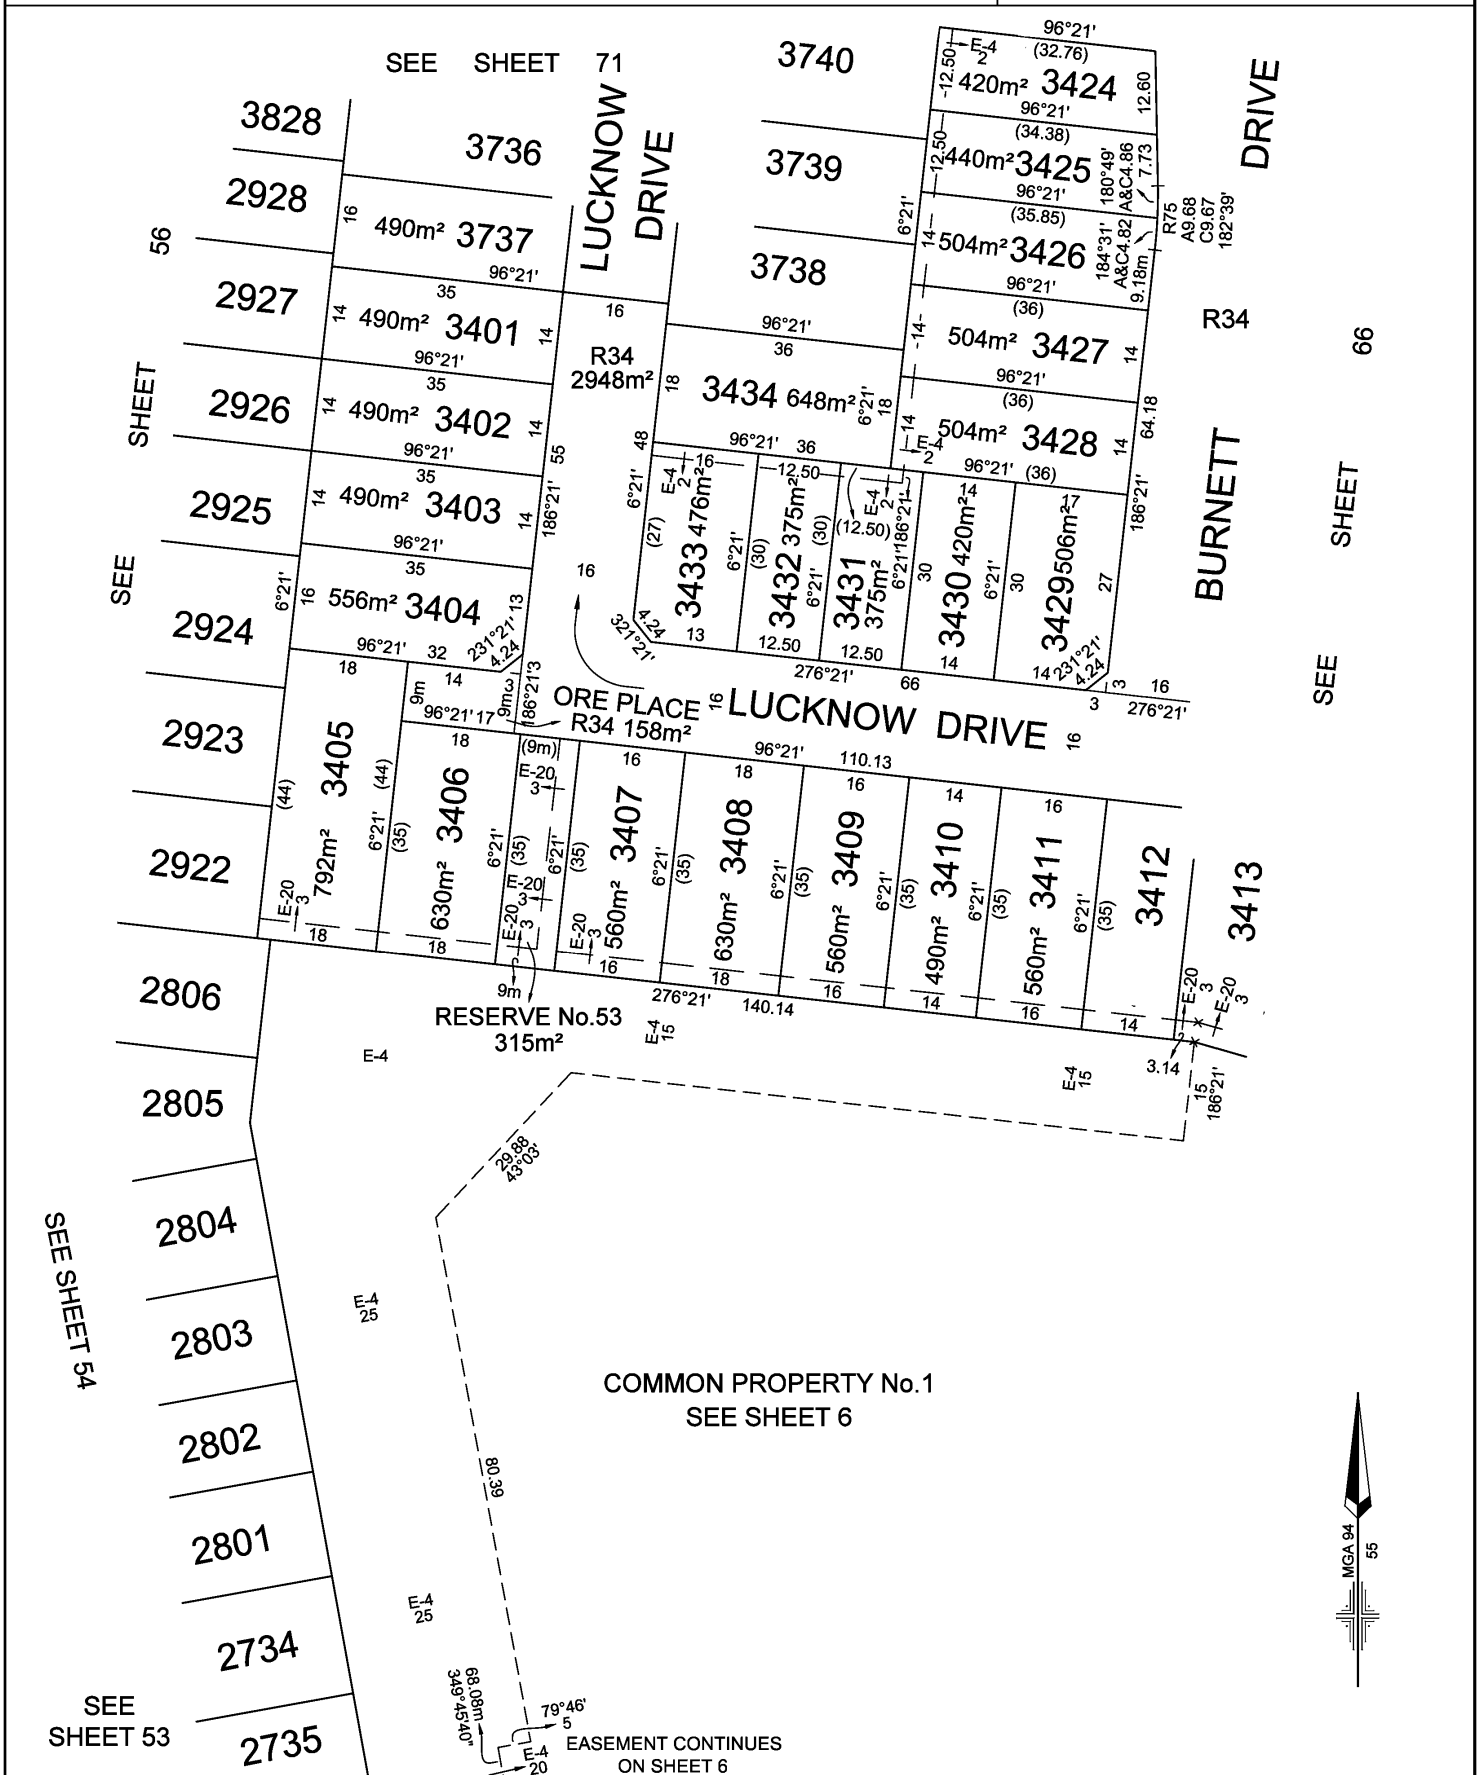 SEE SHEET 71
LUCKNOW DRIVE
3828
2928
2927
2926
2925
2924
2923
2922
2806
2805
2804
2803
2802
2801
2734
2735
SEE SHEET 56
SEE SHEET 54
SEE
SHEET 53
3736
16
490m² 3737
96°21'
35
14
490m² 3401
14
96°21'
35
14
490m² 3402
14
96°21'
35
14
490m² 3403
14
96°21'
35
6°21'
16
556m² 3404
13
231°21'
4.24
96°21'
32
16
R34
2948m²
55
186°21'
48
6°21'
16
3740
3739
3738
96°21'
36
18
3434 648m²
6°21'
18
96°21'
36
96°21'
(32.76)
12.50
E-4
2
420m² 3424
12.60
96°21'
(34.38)
12.50
440m² 3425
180°49'
A&C4.86
7.73
96°21'
(35.85)
6°21'
14
504m² 3426
184°31'
A&C4.82
9.18m
R75
A9.68
C9.67
182°39'
96°21'
(36)
14
504m² 3427
14
96°21'
(36)
14
504m² 3428
14
E-4
2
96°21' (36)
64.18
186°21'
DRIVE
R34
BURNETT
SEE SHEET 66
16
E-4
2
3433 476m²
(27)
4.24
321°21'
13
6°21'
12.50
(30)
3432 375m²
(30)
6°21'
12.50
E-4
2
(12.50)
186°21'
3431
375m²
6°21'
12.50
14
30
3430 420m²
6°21'
14
17
30
3429 506m²
27
14
231°21'
4.24
276°21'
66
3
3
16
276°21'
ORE PLACE
R34 158m²
16
LUCKNOW DRIVE
16
96°21'
110.13
18
9m
14
3
9m
186°21'
3
96°21' 17
3405
(44)
(44)
792m²
E-20
3
18
18
3406
6°21'
(35)
630m²
6°21'
18
(9m)
E-20
3
(35)
6°21'
E-20
3
E-20
3
9m
RESERVE No.53
315m²
16
3407
(35)
560m²
6°21'
E-20
3
16
18
3408
(35)
630m²
6°21'
18
16
3409
(35)
560m²
6°21'
16
14
3410
(35)
490m²
6°21'
14
16
3411
(35)
560m²
6°21'
16
3412
(35)
14
3413
E-20
3
E-20
3
2
3.14
15
186°21'
276°21'
140.14
E-4
15
E-4
15
E-4
29.88
43°03'
E-4
25
80.39
E-4
25
COMMON PROPERTY No.1
SEE SHEET 6
MGA 94
55
68.08m
349°45'40"
79°46'
5
E-4
20
EASEMENT CONTINUES
ON SHEET 6